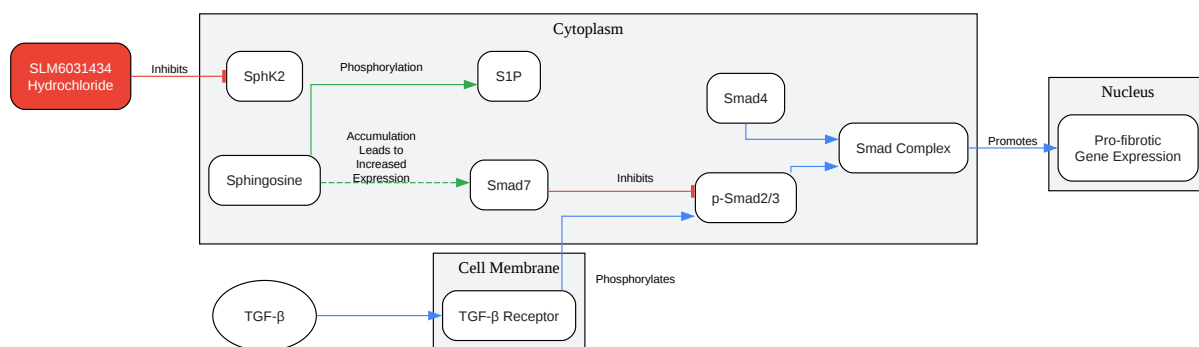 Cytoplasm
SLM6031434
Hydrochloride
Inhibits
SphK2
Phosphorylation
S1P
Smad4
Nucleus
Accumulation
Leads to
Increased
Expression
Smad Complex
Promotes
Pro-fibrotic
Gene Expression
Sphingosine
Smad7
Inhibits
p-Smad2/3
Cell Membrane
Phosphorylates
TGF-β
TGF-β Receptor